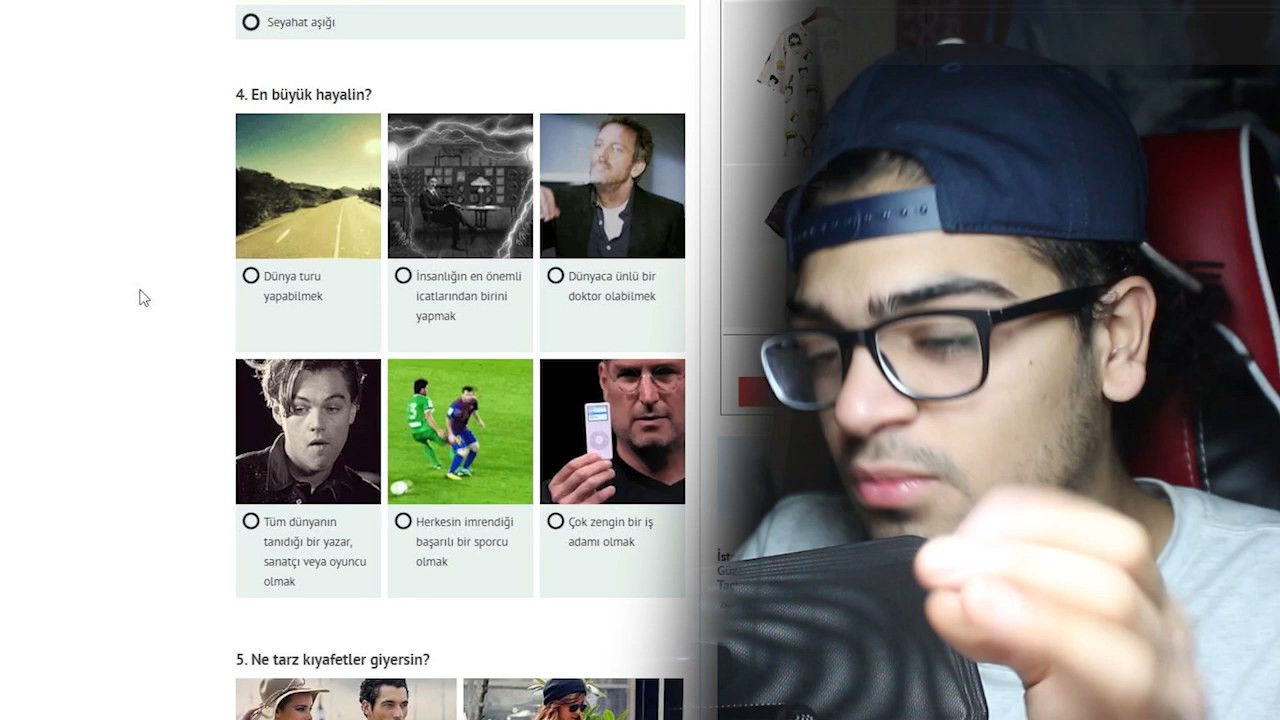 Seyahat aşığı
4. En büyük hayalin?
Dünya turu
yapabilmek
İnsanlığın en önemli
icatlarından birini
yapmak
Dünyaca ünlü bir
doktor olabilmek
Tüm dünyanın
tanıdığı bir yazar,
sanatçı veya oyuncu
olmak
Herkesin imrendiği
başarılı bir sporcu
olmak
Çok zengin bir iş
adamı olmak
5. Ne tarz kıyafetler giyersin?